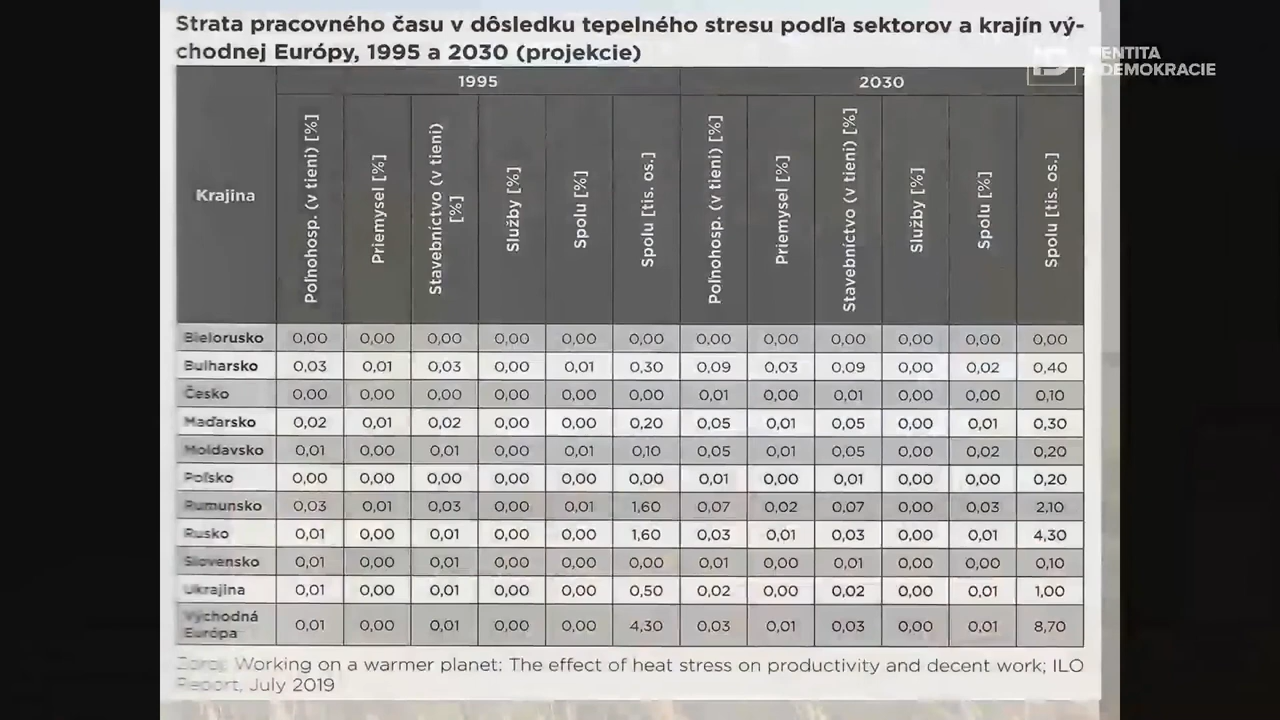 Strata pracovného času v dôsledku tepelného stresu podľa sektorov a krajín vý-
chodnej Európy, 1995 a 2030 (projekcie)
DEMOKRACIE
Krajina 1995 2030
Poľnohosp. (v tieni) [%] Priemysel [%] Stavebníctvo (v tieni) [%] Služby [%] Spolu [%] Spolu [tis. os.] Poľnohosp. (v tieni) [%] Priemysel [%] Stavebníctvo (v tieni) [%] Služby [%] Spolu [%] Spolu [tis. os.]
Bielorusko 0,00 0,00 0,00 0,00 0,00 0,00 0,00 0,00 0,00 0,00 0,00 0,00
Bulharsko 0,03 0,01 0,03 0,00 0,01 0,30 0,09 0,03 0,09 0,00 0,02 0,40
Česko 0,00 0,00 0,00 0,00 0,00 0,00 0,01 0,00 0,01 0,00 0,00 0,10
Maďarsko 0,02 0,01 0,02 0,00 0,00 0,20 0,05 0,01 0,05 0,00 0,01 0,30
Moldavsko 0,01 0,00 0,01 0,00 0,01 0,10 0,05 0,01 0,05 0,00 0,02 0,20
Poľsko 0,00 0,00 0,00 0,00 0,00 0,00 0,01 0,00 0,01 0,00 0,00 0,20
Rumunsko 0,03 0,01 0,03 0,00 0,01 1,60 0,07 0,02 0,07 0,00 0,03 2,10
Rusko 0,01 0,00 0,01 0,00 0,00 1,60 0,03 0,01 0,03 0,00 0,01 4,30
Slovensko 0,01 0,00 0,01 0,00 0,00 0,00 0,01 0,00 0,01 0,00 0,00 0,10
Ukrajina 0,01 0,00 0,01 0,00 0,00 0,50 0,02 0,00 0,02 0,00 0,01 1,00
Východná
Európa 0,01 0,00 0,01 0,00 0,00 4,30 0,03 0,01 0,03 0,00 0,01 8,70
Zdroj: Working on a warmer planet: The effect of heat stress on productivity and decent work; ILO
Report, July 2019